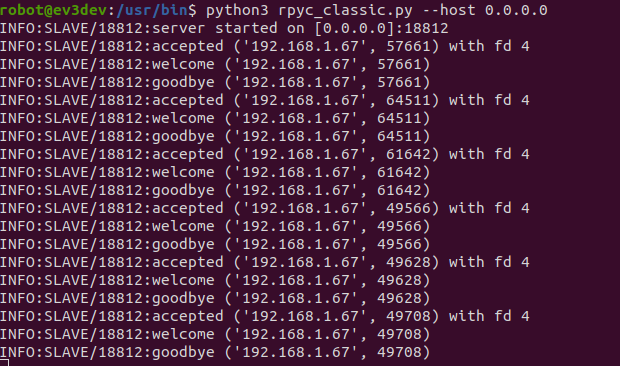 robot@ev3dev:/usr/bin$ python3 rpyc_classic.py --host 0.0.0.0
INFO:SLAVE/18812:server started on [0.0.0.0]:18812
INFO:SLAVE/18812:accepted ('192.168.1.67', 57661) with fd 4
INFO:SLAVE/18812:welcome ('192.168.1.67', 57661)
INFO:SLAVE/18812:goodbye ('192.168.1.67', 57661)
INFO:SLAVE/18812:accepted ('192.168.1.67', 64511) with fd 4
INFO:SLAVE/18812:welcome ('192.168.1.67', 64511)
INFO:SLAVE/18812:goodbye ('192.168.1.67', 64511)
INFO:SLAVE/18812:accepted ('192.168.1.67', 61642) with fd 4
INFO:SLAVE/18812:welcome ('192.168.1.67', 61642)
INFO:SLAVE/18812:goodbye ('192.168.1.67', 61642)
INFO:SLAVE/18812:accepted ('192.168.1.67', 49566) with fd 4
INFO:SLAVE/18812:welcome ('192.168.1.67', 49566)
INFO:SLAVE/18812:goodbye ('192.168.1.67', 49566)
INFO:SLAVE/18812:accepted ('192.168.1.67', 49628) with fd 4
INFO:SLAVE/18812:welcome ('192.168.1.67', 49628)
INFO:SLAVE/18812:goodbye ('192.168.1.67', 49628)
INFO:SLAVE/18812:accepted ('192.168.1.67', 49708) with fd 4
INFO:SLAVE/18812:welcome ('192.168.1.67', 49708)
INFO:SLAVE/18812:goodbye ('192.168.1.67', 49708)